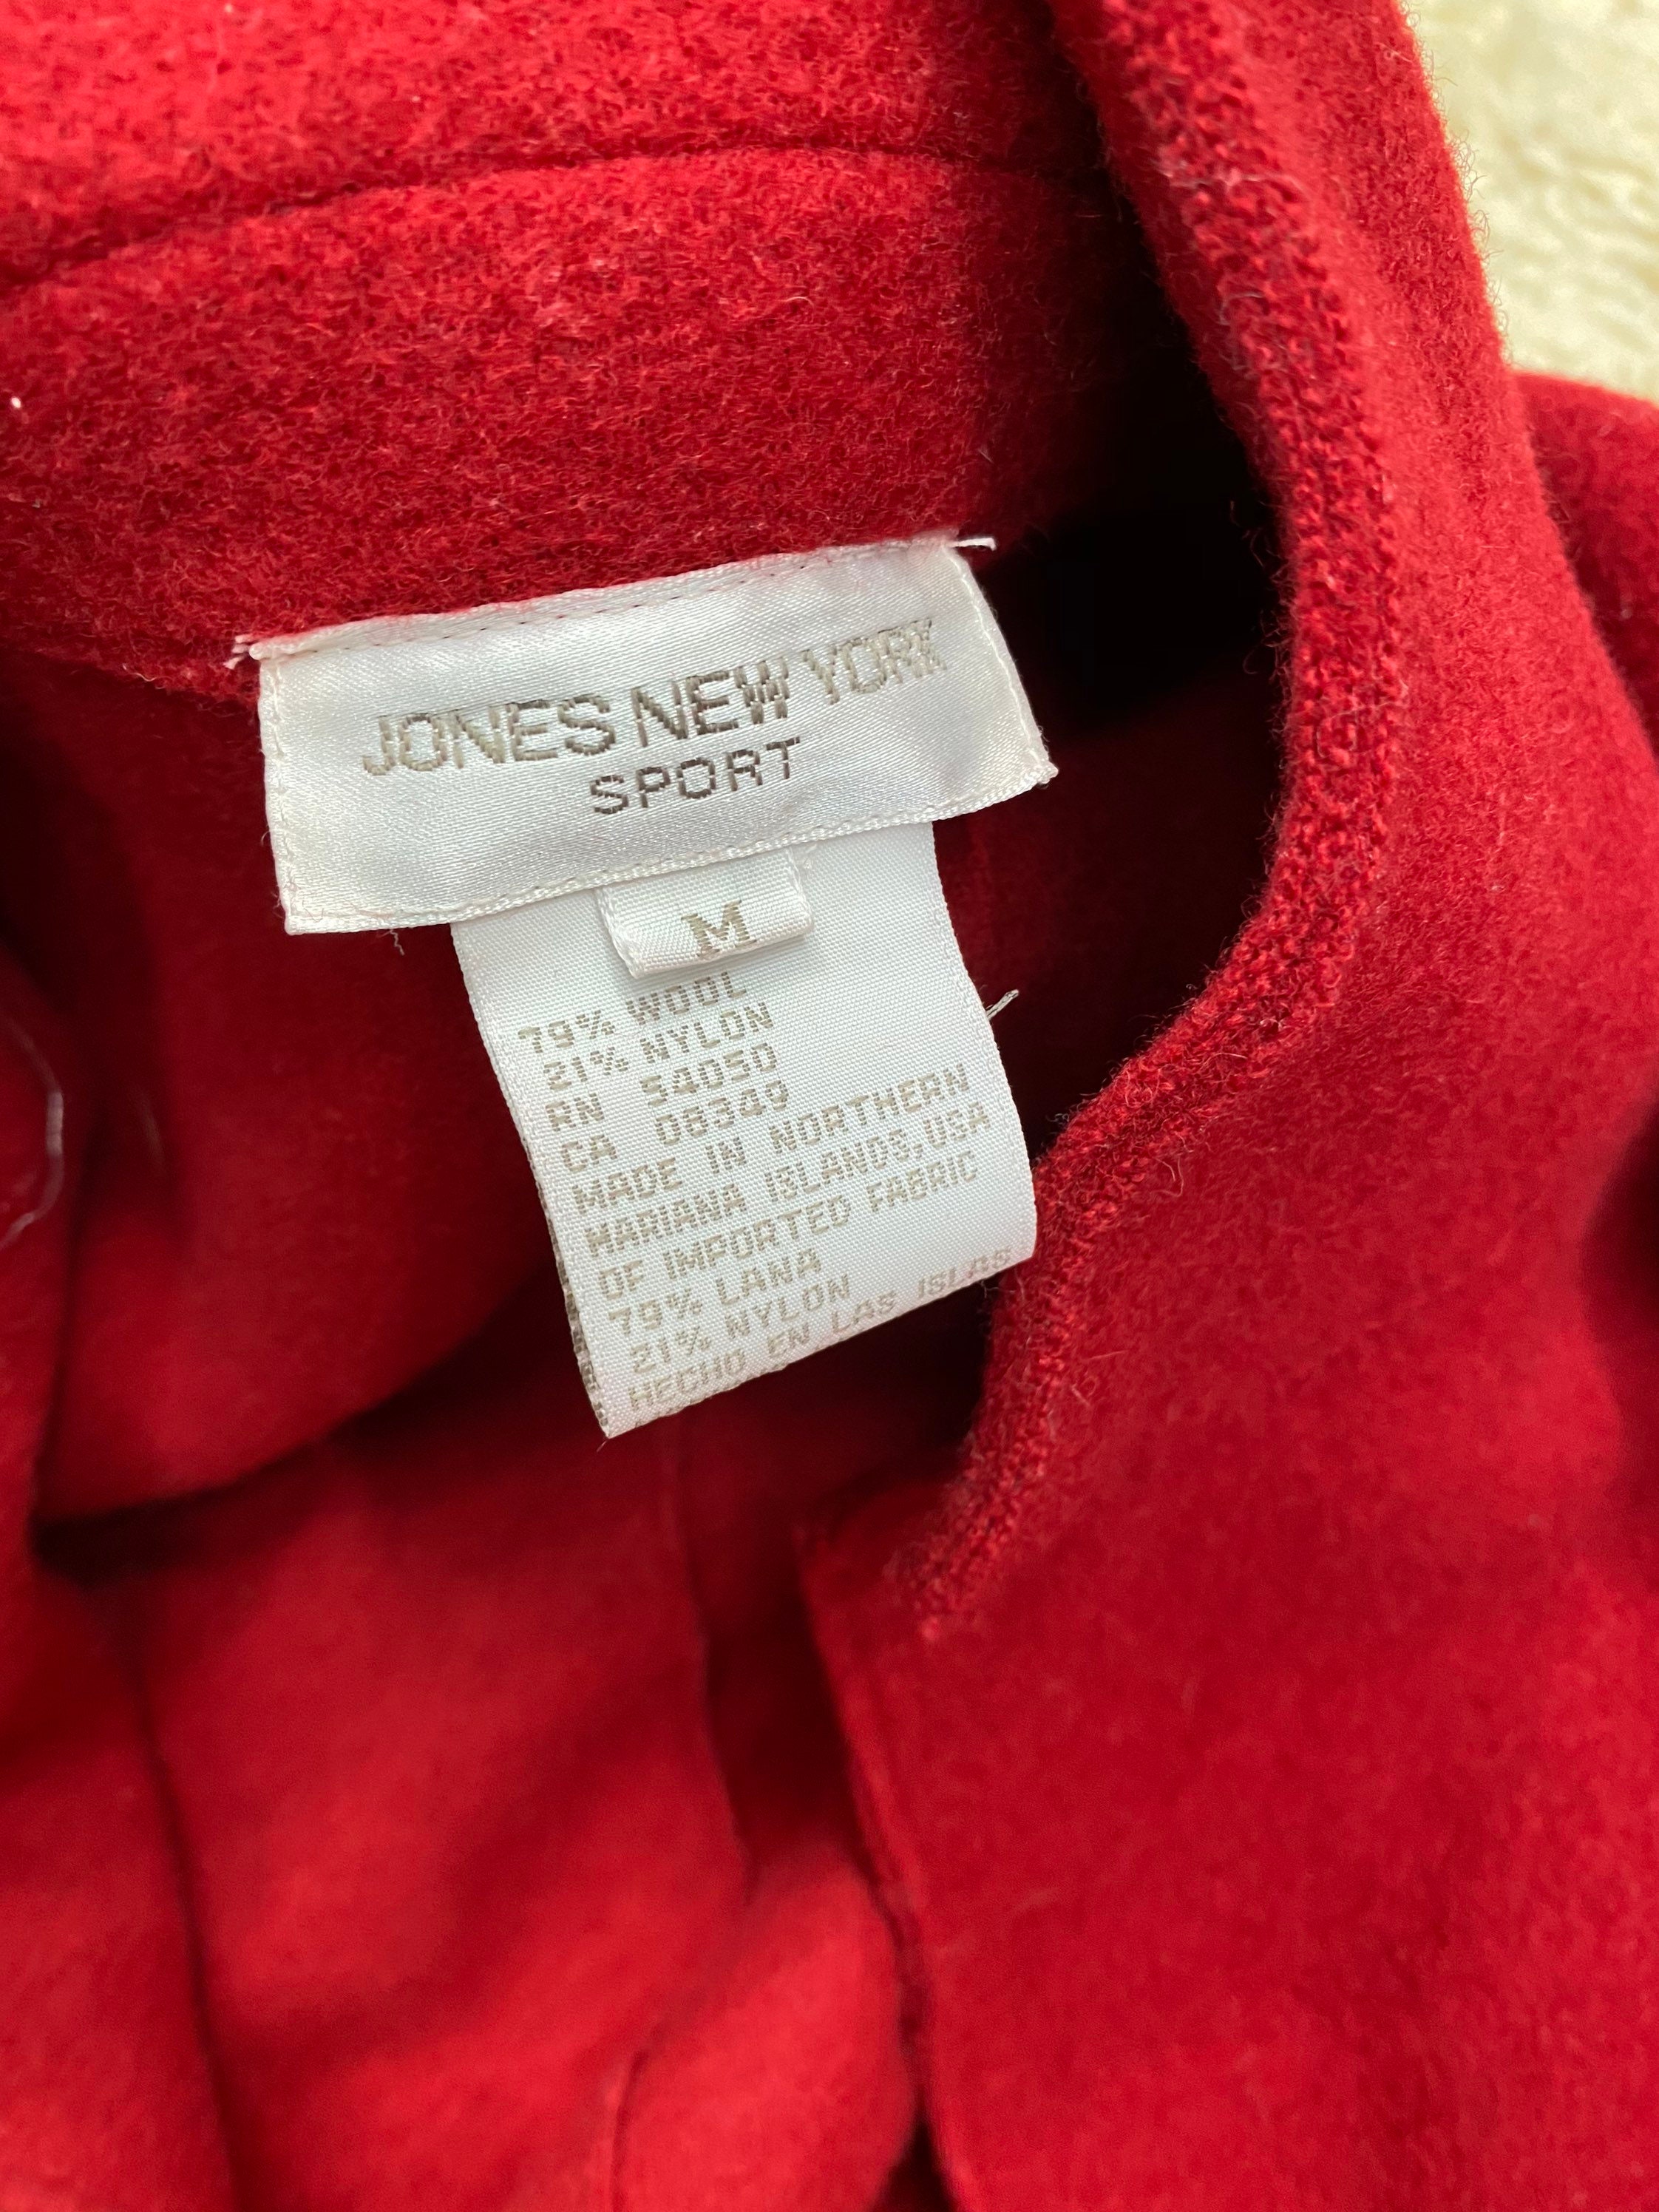 JONES NEW YORK
SPORT
M
79% WOOL
21% NYLON
RN 54050
CA 08349
MADE IN NORTHERN
MARIANA ISLANDS, USA
OF IMPORTED FABRIC
79% LANA
21% NYLON
HECHO EN LAS ISLAS